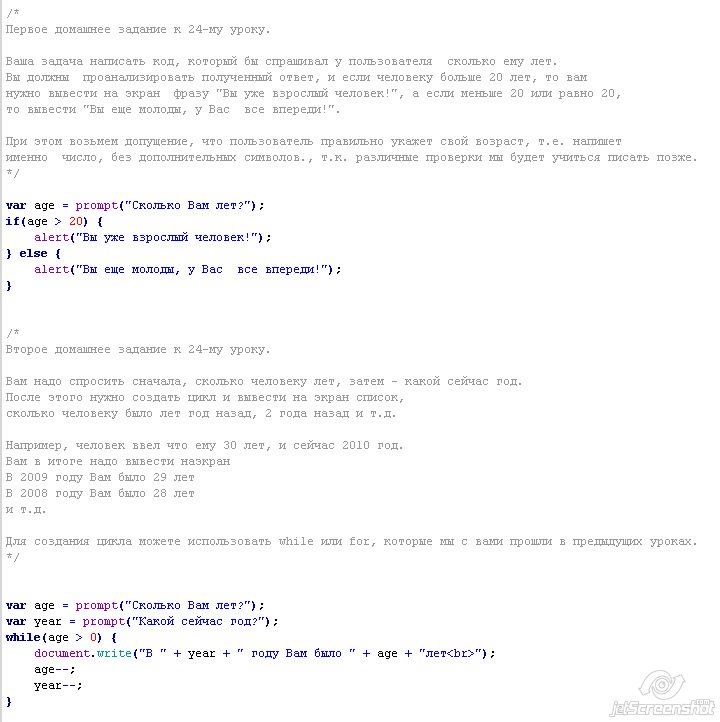 /*
Первое домашнее задание к 24-му уроку.
Ваша задача написать код, который бы спрашивал у пользователя  сколько ему лет.
Вы должны  проанализировать полученный ответ, и если человеку больше 20 лет, то вам
нужно вывести на экран  фразу "Вы уже взрослый человек!", а если меньше 20 или равно 20,
то вывести "Вы еще молоды, у Вас  все впереди!".
При этом возьмем допущение, что пользователь правильно укажет свой возраст, т.е. напишет
именно  число, без дополнительных символов., т.к. различные проверки мы будет учиться писать позже.
*/
var age = prompt("Сколько Вам лет?");
if(age > 20) {
    alert("Вы уже взрослый человек!");
} else {
    alert("Вы еще молоды, у Вас  все впереди!");
}
/*
Второе домашнее задание к 24-му уроку.
Вам надо спросить сначала, сколько человеку лет, затем - какой сейчас год.
После этого нужно создать цикл и вывести на экран список,
сколько человеку было лет год назад, 2 года назад и т.д.
Например, человек ввел что ему 30 лет, и сейчас 2010 год.
Вам в итоге надо вывести наэкран
В 2009 году Вам было 29 лет
В 2008 году Вам было 28 лет
и т.д.
Для создания цикла можете использовать while или for, которые мы с вами прошли в предыдущих уроках.
*/
var age = prompt("Сколько Вам лет?");
var year = prompt("Какой сейчас год?");
while(age > 0) {
    document.write("В " + year + " году Вам было " + age + "лет<br>");
    age--;
    year--;
}
jetScreenshot